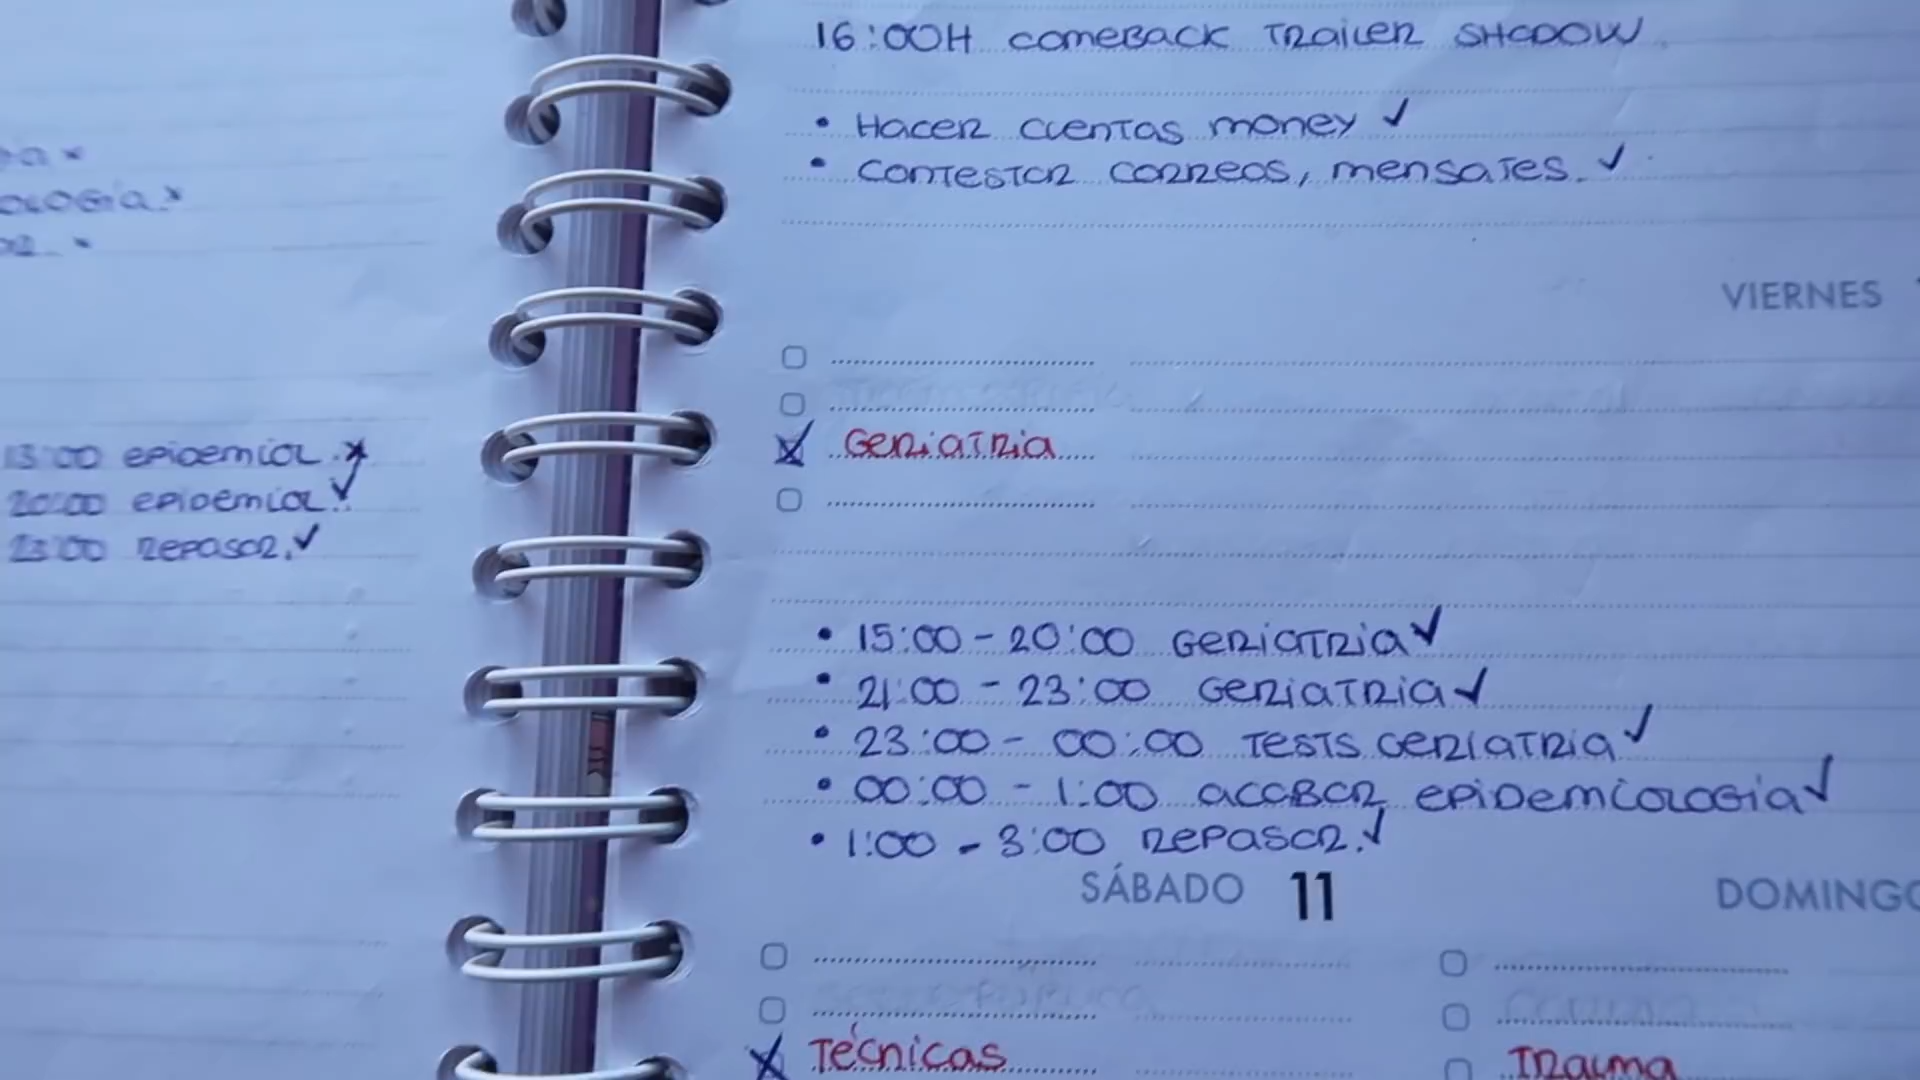 13:00 epidemiol.
20:00 epidemiol.
23:00 Repasar.
16:00H comeBack Trailer SHADOW
• Hacer cuentas money ✓
• contestar correos, mensajes. ✓
VIERNES
Geriatria
• 15:00 - 20:00 Geriatria ✓
• 21:00 - 23:00 Geriatria ✓
• 23:00 - 00:00 TESTS Geriatria ✓
• 00:00 - 1:00 acabar epidemiologia ✓
• 1:00 - 3:00 Repasar. ✓
SÁBADO 11
DOMINGO
Técnicas
Trauma